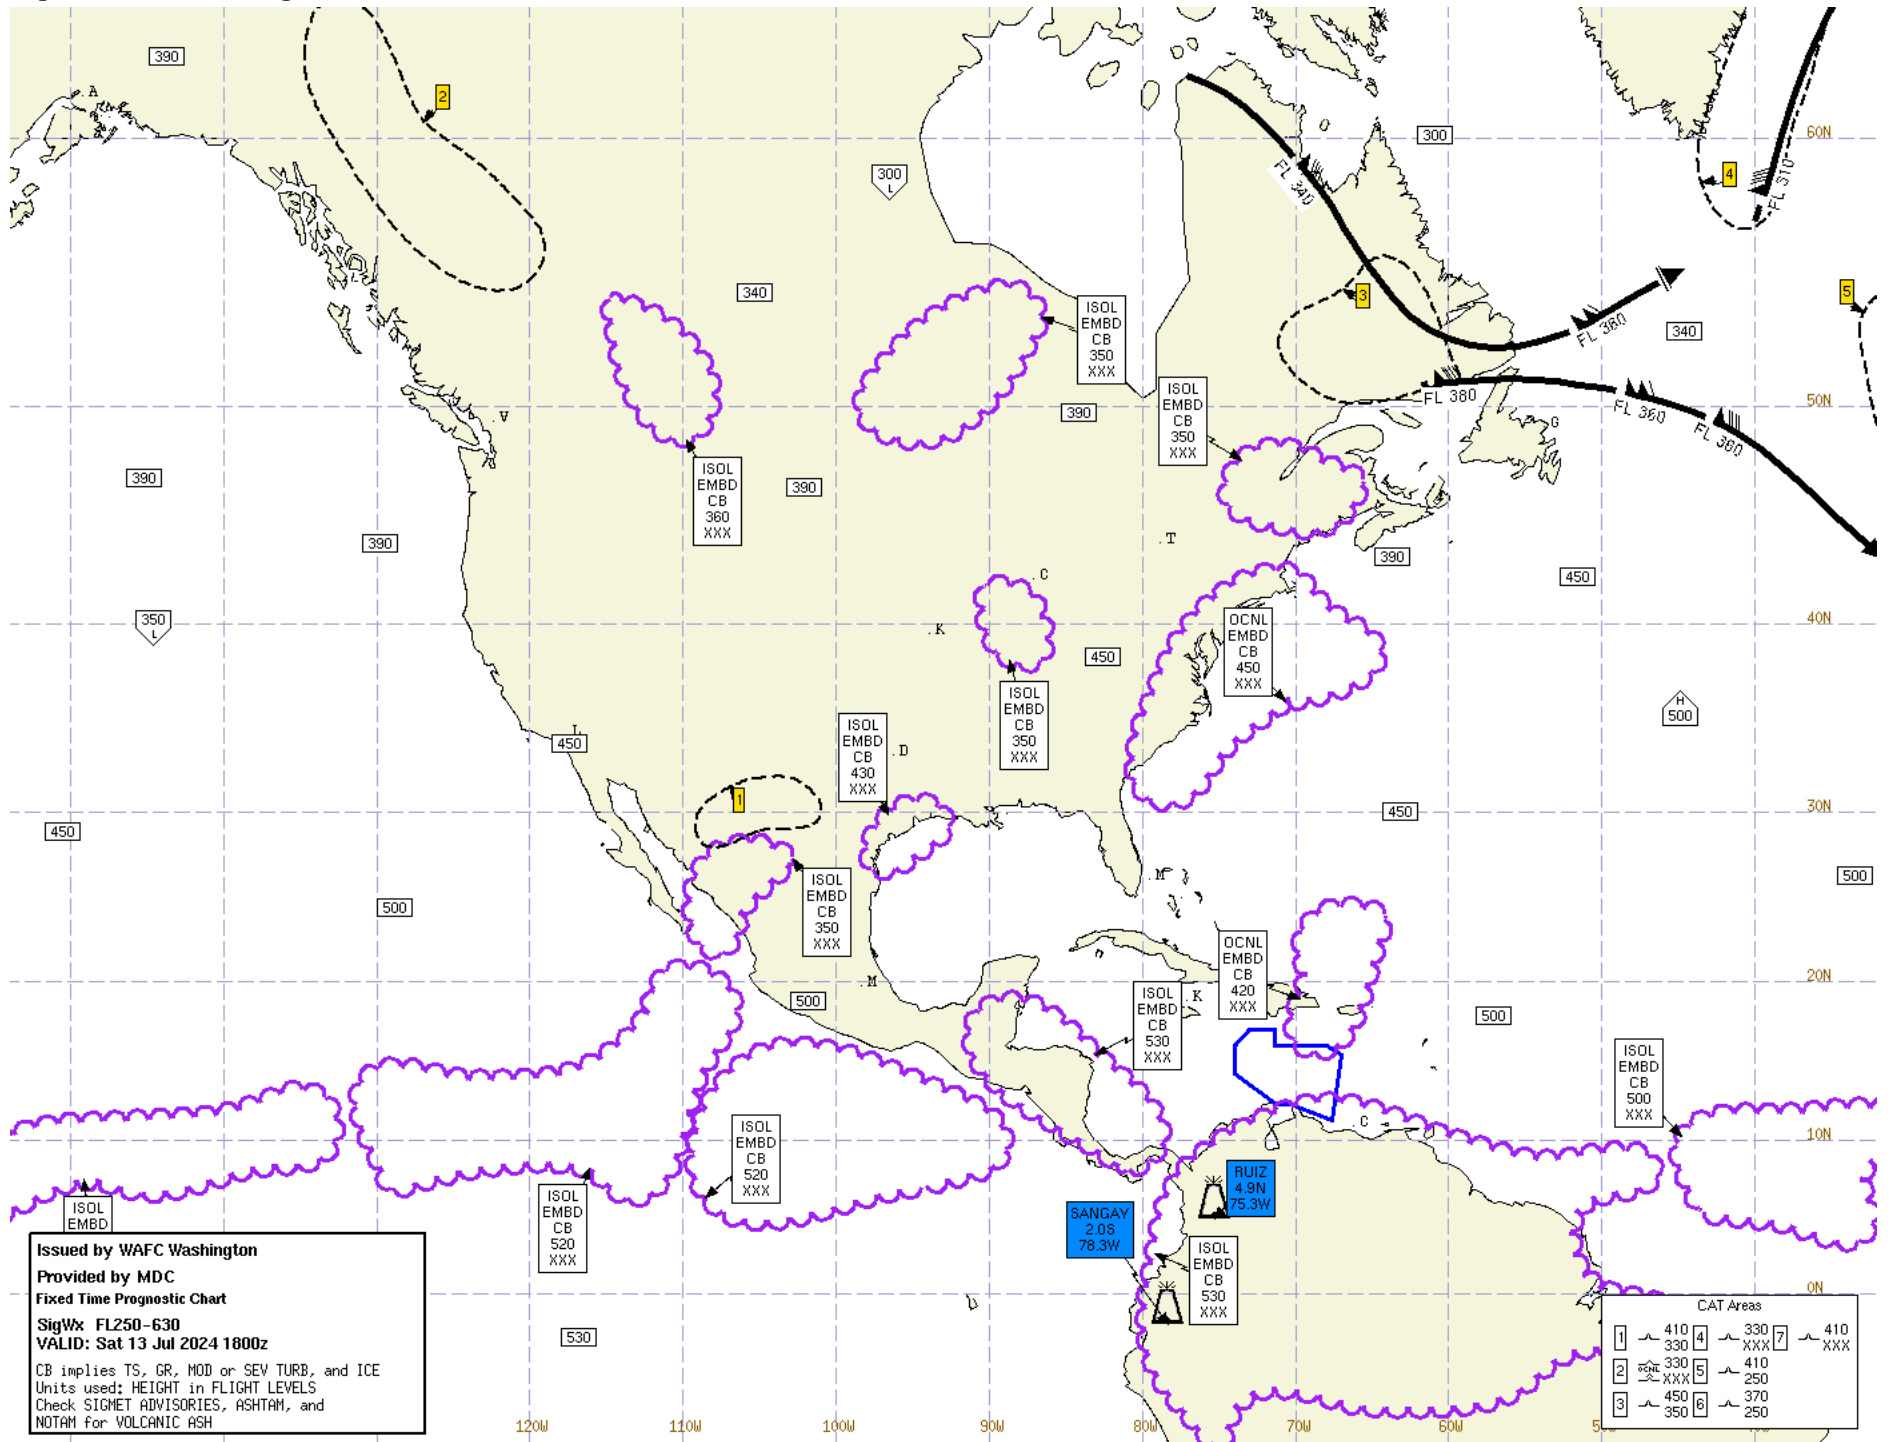 390
A
2
300
L
300
60N
FL 340
4
FL 310
340
3
5
ISOL
EMBD
CB
350
XXX
FL 380
340
ISOL
EMBD
CB
350
XXX
FL 380
FL 360
FL 360
50N
390
V
G
ISOL
EMBD
CB
360
XXX
390
390
390
T
390
450
C
350
L
K
OCNL
EMBD
CB
450
XXX
40N
450
ISOL
EMBD
CB
350
XXX
H
500
L
450
ISOL
EMBD
CB
430
XXX
D
1
450
30N
450
ISOL
EMBD
CB
350
XXX
M
500
500
OCNL
EMBD
CB
420
XXX
M
500
ISOL
EMBD
CB
530
XXX
K
20N
500
ISOL
EMBD
CB
500
XXX
C
10N
ISOL
EMBD
CB
520
XXX
RUIZ
4.9N
75.3W
ISOL
EMBD
CB
520
XXX
ISOL
EMBD
SANGAY
2.0S
78.3W
ISOL
EMBD
CB
530
XXX
0N
530
Issued by WAFC Washington
Provided by MDC
Fixed Time Prognostic Chart
SigWx FL250-630
VALID: Sat 13 Jul 2024 1800z
CB implies TS, GR, MOD or SEV TURB, and ICE
Units used: HEIGHT in FLIGHT LEVELS
Check SIGMET ADVISORIES, ASHTAM, and
NOTAM for VOLCANIC ASH
CAT Areas
1 410 330 4 330 XXX 7 410 XXX
2 OCNL 330 XXX 5 410 250
3 450 350 6 370 250
120W 110W 100W 90W 80W 70W 60W